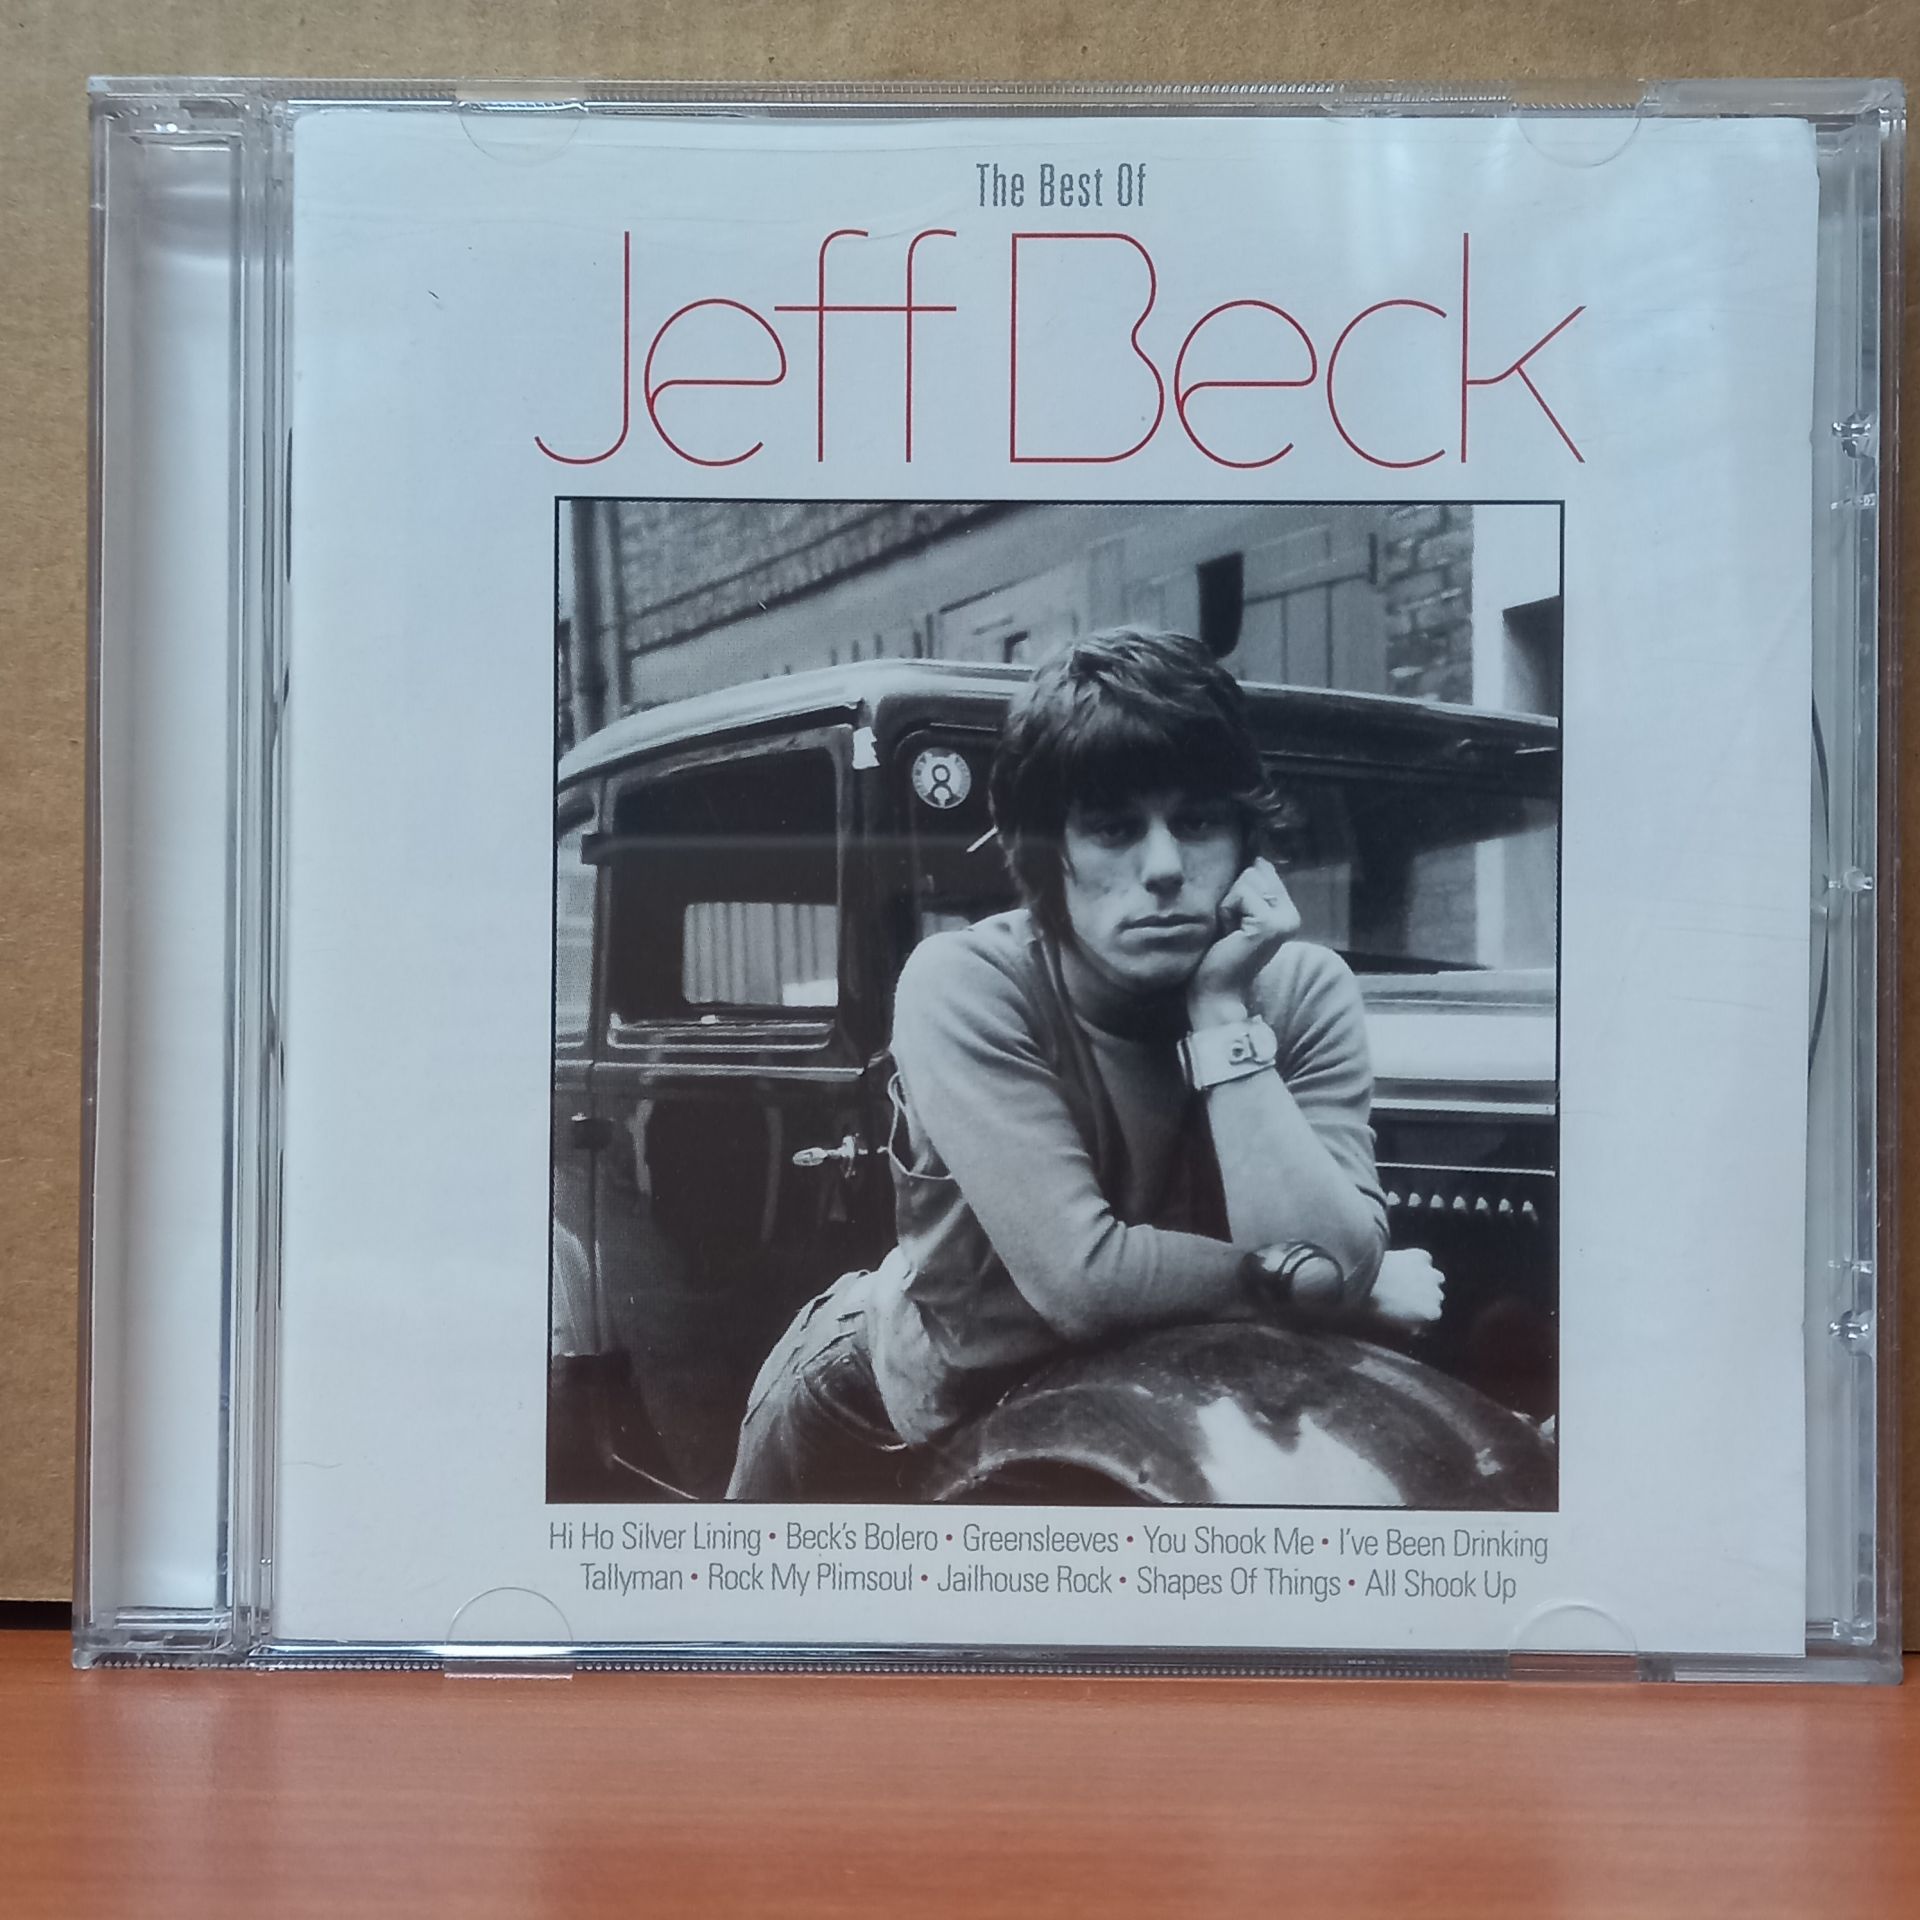 The Best Of
Jeff Beck
8
Hi Ho Silver Lining • Beck's Bolero • Greensleeves • You Shook Me • I've Been Drinking
Tallyman • Rock My Plimsoul • Jailhouse Rock • Shapes Of Things • All Shook Up